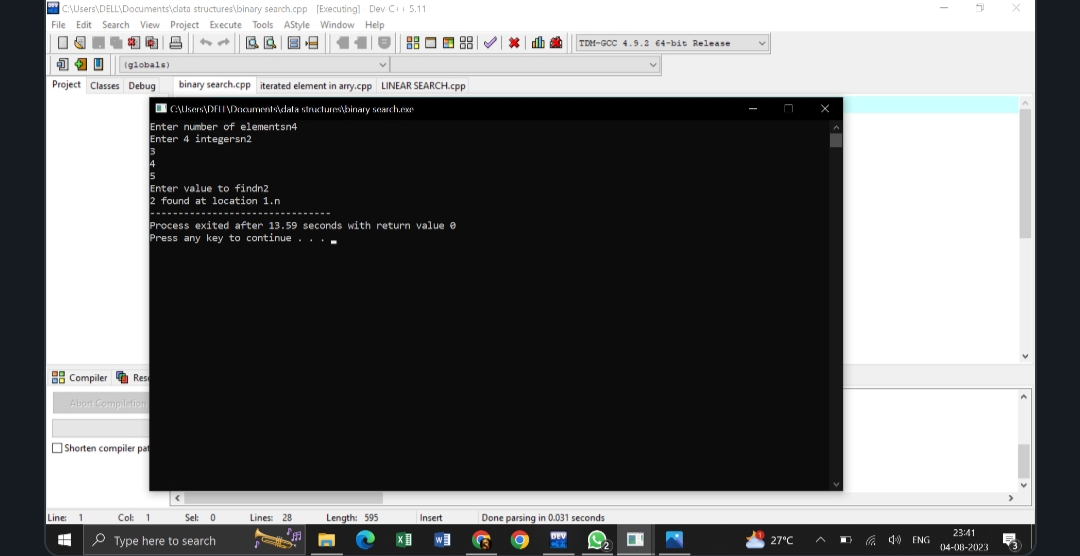 C:\Users\DELL\Documents\data structures\binary search.cpp - [Executing] - Dev-C++ 5.11
File Edit Search View Project Execute Tools AStyle Window Help
TDM-GCC 4.9.2 64-bit Release
(globals)
Project Classes Debug binary search.cpp iterated element in arry.cpp LINEAR SEARCH.cpp
C:\Users\DELL\Documents\data structures\binary search.exe
Enter number of elementsn4
Enter 4 integersn2
3
4
5
Enter value to findn2
2 found at location 1.n
--------------------------------
Process exited after 13.59 seconds with return value 0
Press any key to continue . . .
Compiler Res
Abort Compilation
Shorten compiler pat
Line: 1 Col: 1 Sel: 0 Lines: 28 Length: 595 Insert Done parsing in 0.031 seconds
Type here to search
DEV
2
27°C
ENG
23:41
04-08-2023
3